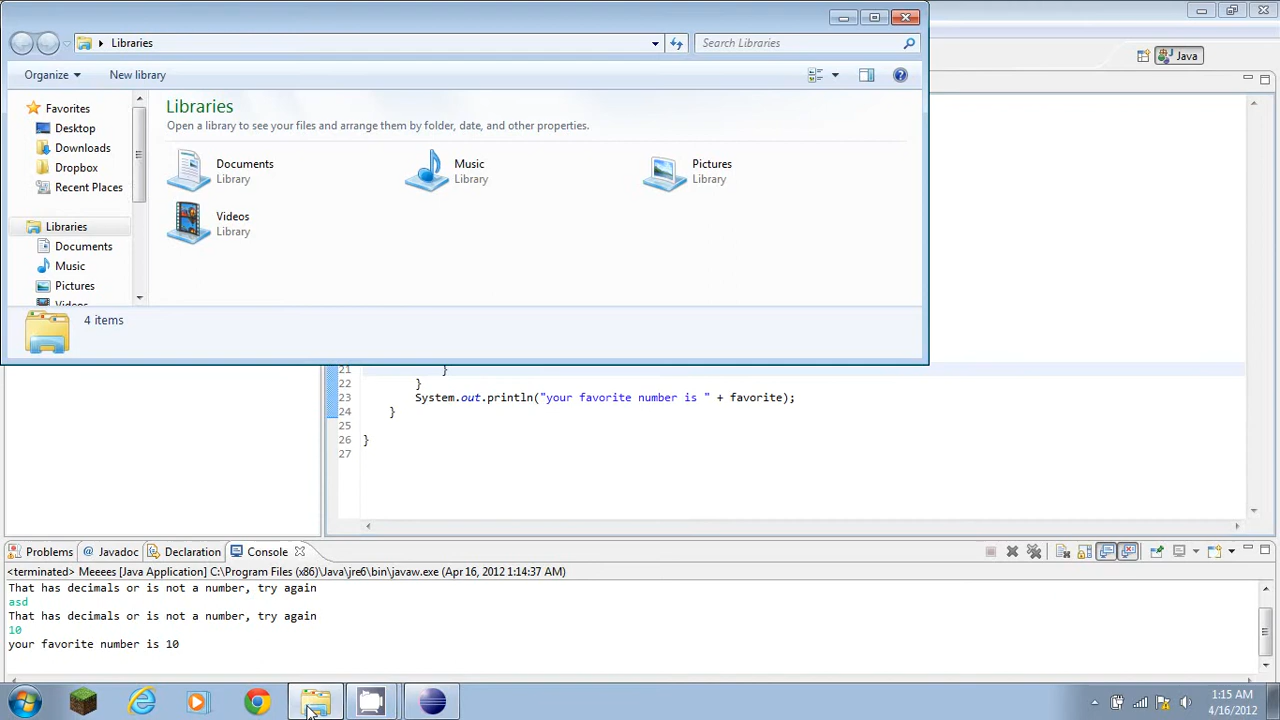 Libraries
Search Libraries
Organize
New library
Java
Favorites
Desktop
Downloads
Dropbox
Recent Places
Libraries
Documents
Music
Pictures
Videos
Libraries
Open a library to see your files and arrange them by folder, date, and other properties.
Documents
Library
Music
Library
Pictures
Library
Videos
Library
4 items
21 }
22 }
23 System.out.println("your favorite number is " + favorite);
24 }
25
26 }
27
Problems
Javadoc
Declaration
Console
<terminated> Meeees [Java Application] C:\Program Files (x86)\Java\jre6\bin\javaw.exe (Apr 16, 2012 1:14:37 AM)
That has decimals or is not a number, try again
asd
That has decimals or is not a number, try again
10
your favorite number is 10
1:15 AM
4/16/2012